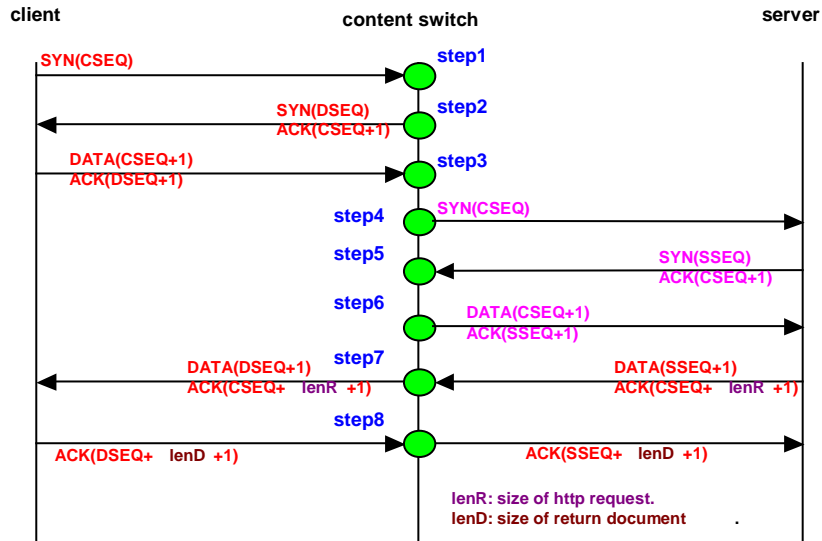 client content switch server
SYN(CSEQ) step1
SYN(DSEQ) step2
ACK(CSEQ+1)
DATA(CSEQ+1) step3
ACK(DSEQ+1)
step4 SYN(CSEQ)
step5 SYN(SSEQ)
ACK(CSEQ+1)
step6 DATA(CSEQ+1)
ACK(SSEQ+1)
step7
DATA(DSEQ+1) DATA(SSEQ+1)
ACK(CSEQ+ lenR +1) ACK(CSEQ+ lenR +1)
step8
ACK(DSEQ+ lenD +1) ACK(SSEQ+ lenD +1)
lenR: size of http request.
lenD: size of return document .